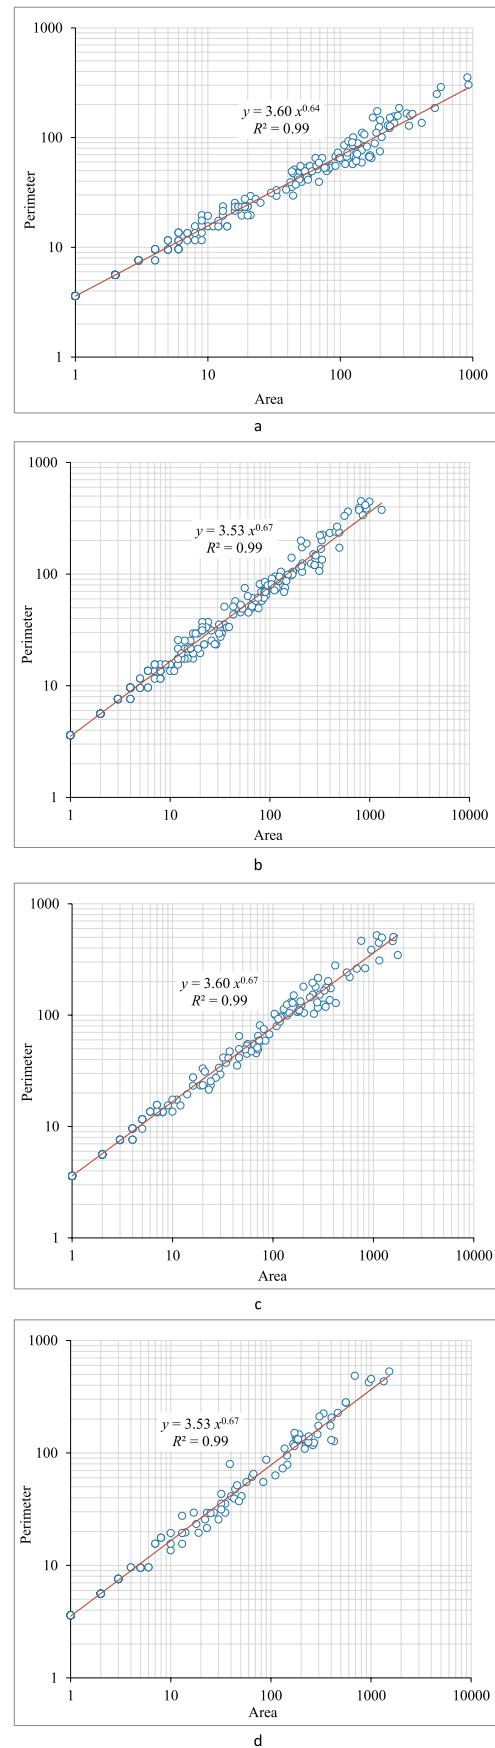 1000
y = 3.60 x^0.64
R² = 0.99
100
Perimeter
10
1
1 10 100 1000
Area
a
1000
y = 3.53 x^0.67
R² = 0.99
100
Perimeter
10
1
1 10 100 1000 10000
Area
b
1000
y = 3.60 x^0.67
R² = 0.99
100
Perimeter
10
1
1 10 100 1000 10000
Area
c
1000
y = 3.53 x^0.67
R² = 0.99
100
Perimeter
10
1
1 10 100 1000 10000
Area
d